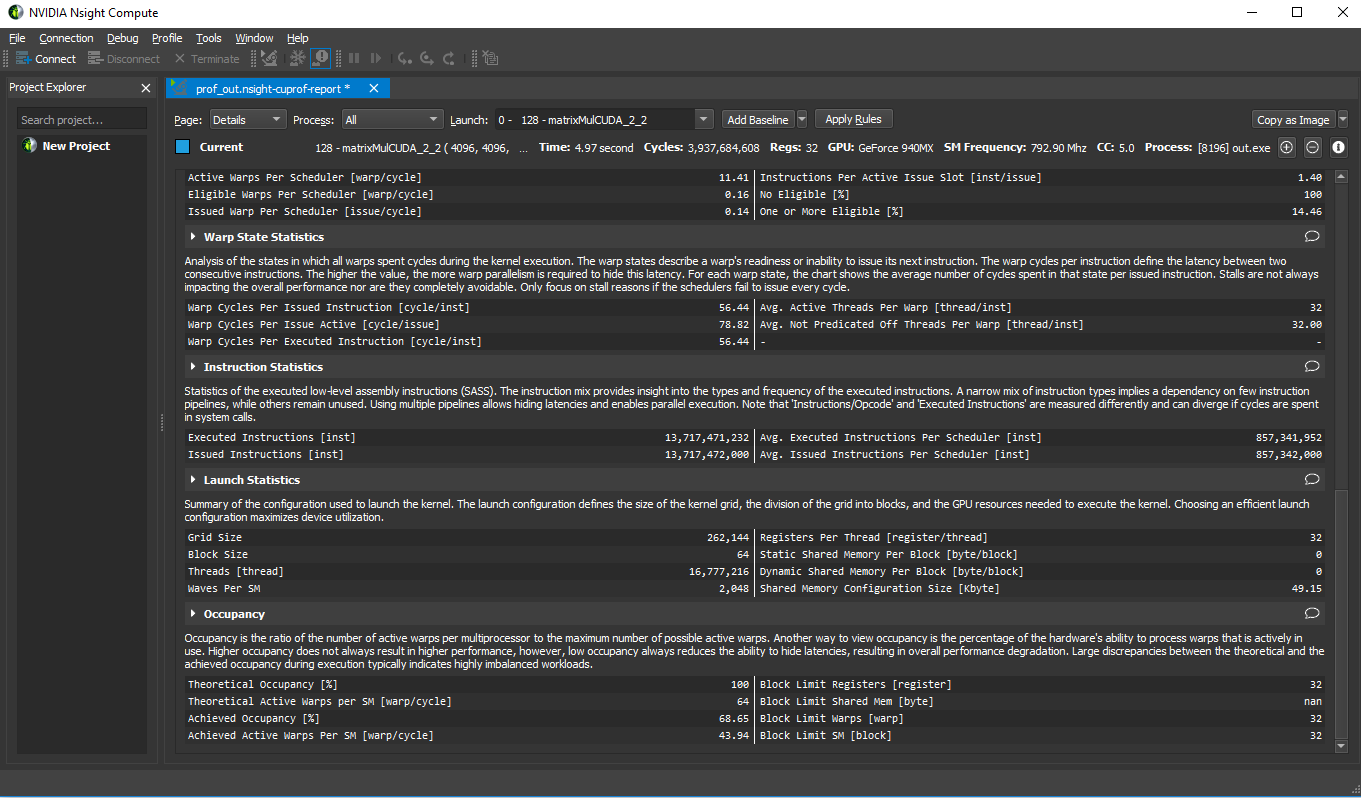 NVIDIA Nsight Compute
File Connection Debug Profile Tools Window Help
Connect Disconnect Terminate
Project Explorer
prof_out.nsight-cuprof-report *
Search project...
New Project
Page: Details Process: All Launch: 0 - 128 - matrixMulCUDA_2_2 Add Baseline Apply Rules Copy as Image
Current 128 - matrixMulCUDA_2_2 ( 4096, 4096, ... Time: 4.97 second Cycles: 3,937,684,608 Regs: 32 GPU: GeForce 940MX SM Frequency: 792.90 Mhz CC: 5.0 Process: [8196] out.exe
Active Warps Per Scheduler [warp/cycle] 11.41 Instructions Per Active Issue Slot [inst/issue] 1.40
Eligible Warps Per Scheduler [warp/cycle] 0.16 No Eligible [%] 100
Issued Warp Per Scheduler [issue/cycle] 0.14 One or More Eligible [%] 14.46
Warp State Statistics
Analysis of the states in which all warps spent cycles during the kernel execution. The warp states describe a warp's readiness or inability to issue its next instruction. The warp cycles per instruction define the latency between two
consecutive instructions. The higher the value, the more warp parallelism is required to hide this latency. For each warp state, the chart shows the average number of cycles spent in that state per issued instruction. Stalls are not always
impacting the overall performance nor are they completely avoidable. Only focus on stall reasons if the schedulers fail to issue every cycle.
Warp Cycles Per Issued Instruction [cycle/inst] 56.44 Avg. Active Threads Per Warp [thread/inst] 32
Warp Cycles Per Issue Active [cycle/issue] 78.82 Avg. Not Predicated Off Threads Per Warp [thread/inst] 32.00
Warp Cycles Per Executed Instruction [cycle/inst] 56.44 - -
Instruction Statistics
Statistics of the executed low-level assembly instructions (SASS). The instruction mix provides insight into the types and frequency of the executed instructions. A narrow mix of instruction types implies a dependency on few instruction
pipelines, while others remain unused. Using multiple pipelines allows hiding latencies and enables parallel execution. Note that 'Instructions/Opcode' and 'Executed Instructions' are measured differently and can diverge if cycles are spent
in system calls.
Executed Instructions [inst] 13,717,471,232 Avg. Executed Instructions Per Scheduler [inst] 857,341,952
Issued Instructions [inst] 13,717,472,000 Avg. Issued Instructions Per Scheduler [inst] 857,342,000
Launch Statistics
Summary of the configuration used to launch the kernel. The launch configuration defines the size of the kernel grid, the division of the grid into blocks, and the GPU resources needed to execute the kernel. Choosing an efficient launch
configuration maximizes device utilization.
Grid Size 262,144 Registers Per Thread [register/thread] 32
Block Size 64 Static Shared Memory Per Block [byte/block] 0
Threads [thread] 16,777,216 Dynamic Shared Memory Per Block [byte/block] 0
Waves Per SM 2,048 Shared Memory Configuration Size [Kbyte] 49.15
Occupancy
Occupancy is the ratio of the number of active warps per multiprocessor to the maximum number of possible active warps. Another way to view occupancy is the percentage of the hardware's ability to process warps that is actively in
use. Higher occupancy does not always result in higher performance, however, low occupancy always reduces the ability to hide latencies, resulting in overall performance degradation. Large discrepancies between the theoretical and the
achieved occupancy during execution typically indicates highly imbalanced workloads.
Theoretical Occupancy [%] 100 Block Limit Registers [register] 32
Theoretical Active Warps per SM [warp/cycle] 64 Block Limit Shared Mem [byte] nan
Achieved Occupancy [%] 68.65 Block Limit Warps [warp] 32
Achieved Active Warps Per SM [warp/cycle] 43.94 Block Limit SM [block] 32